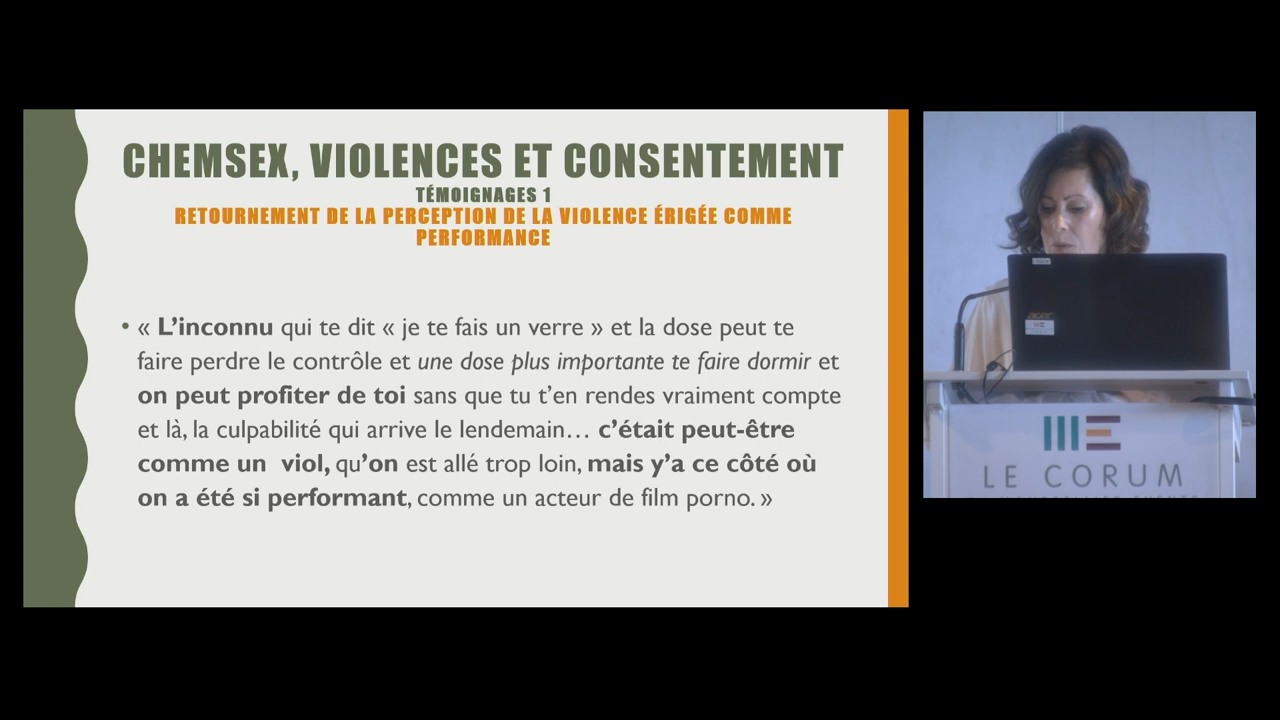 CHEMSEX, VIOLENCES ET CONSENTEMENT
TÉMOIGNAGES 1
RETOURNEMENT DE LA PERCEPTION DE LA VIOLENCE ÉRIGÉE COMME
PERFORMANCE
• « L’inconnu qui te dit « je te fais un verre » et la dose peut te
faire perdre le contrôle et une dose plus importante te faire dormir et
on peut profiter de toi sans que tu t’en rendes vraiment compte
et là, la culpabilité qui arrive le lendemain… c’était peut-être
comme un viol, qu’on est allé trop loin, mais y’a ce côté où
on a été si performant, comme un acteur de film porno. »
acer
LE CORUM